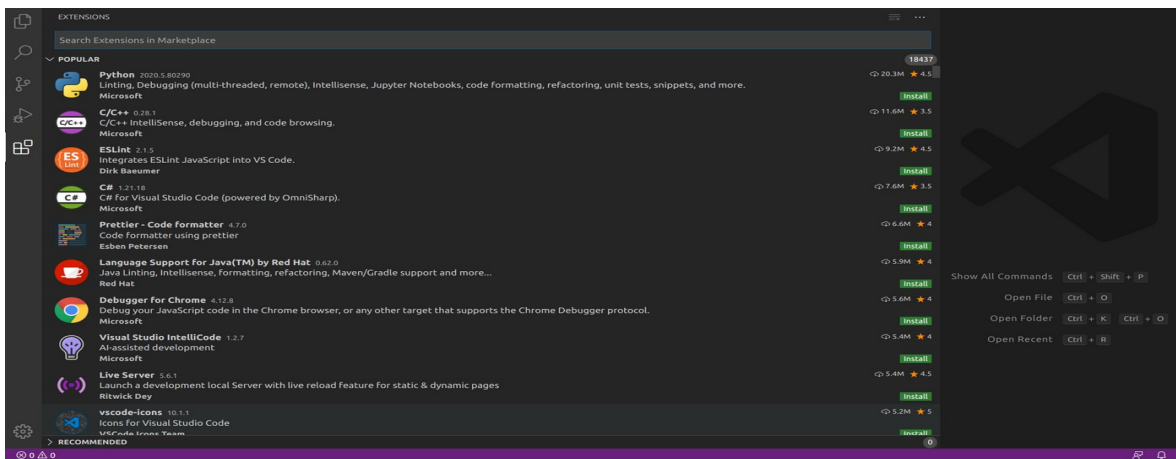 EXTENSIONS
Search Extensions in Marketplace
POPULAR 18437
Python 2020.5.80290 20.3M 4.5
Linting, Debugging (multi-threaded, remote), Intellisense, Jupyter Notebooks, code formatting, refactoring, unit tests, snippets, and more.
Microsoft Install
C/C++
C/C++ 0.28.1 11.6M 3.5
C/C++ IntelliSense, debugging, and code browsing.
Microsoft Install
ES
Lint
ESLint 2.1.5 9.2M 4.5
Integrates ESLint JavaScript into VS Code.
Dirk Baeumer Install
C#
C# 1.21.18 7.6M 3.5
C# for Visual Studio Code (powered by OmniSharp).
Microsoft Install
Prettier - Code formatter 4.7.0 6.6M 4
Code formatter using prettier
Esben Petersen Install
Language Support for Java(TM) by Red Hat 0.62.0 5.9M 4
Java Linting, Intellisense, formatting, refactoring, Maven/Gradle support and more...
Red Hat Install
Debugger for Chrome 4.12.8 5.6M 4
Debug your JavaScript code in the Chrome browser, or any other target that supports the Chrome Debugger protocol.
Microsoft Install
Visual Studio IntelliCode 1.2.7 5.4M 4
AI-assisted development
Microsoft Install
Live Server 5.6.1 5.4M 4.5
Launch a development local Server with live reload feature for static & dynamic pages
Ritwick Dey Install
vscode-icons 10.1.1 5.2M 5
Icons for Visual Studio Code
VSCode Icons Team Install
RECOMMENDED 0
0 0
Show All Commands Ctrl + Shift + P
Open File Ctrl + O
Open Folder Ctrl + K Ctrl + O
Open Recent Ctrl + R